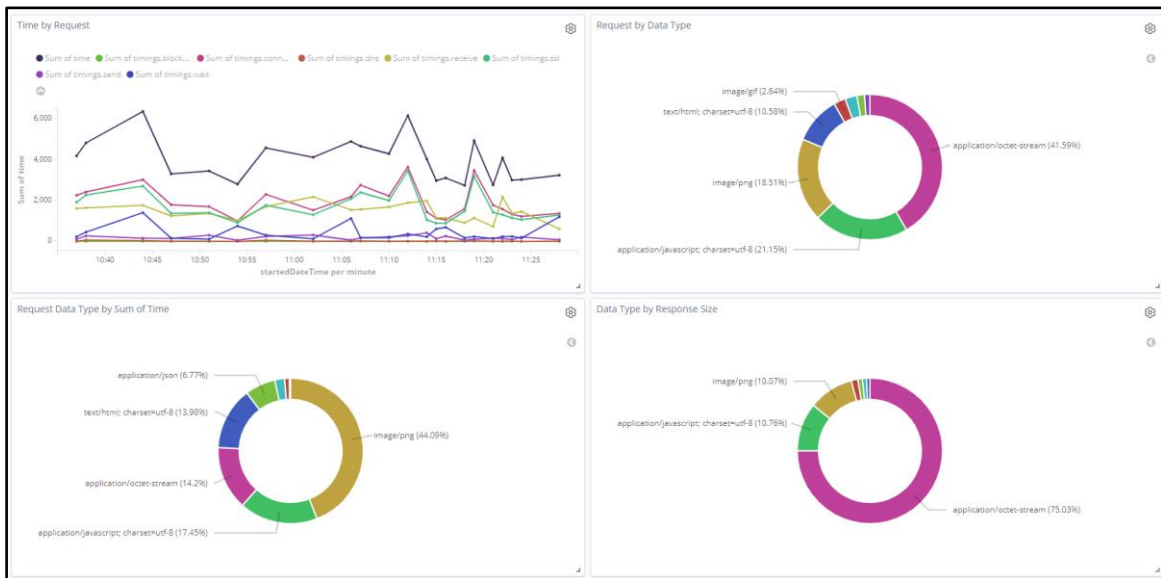 Time by Request
Sum of time Sum of timings.block... Sum of timings.conn... Sum of timings.dns Sum of timings.receive Sum of timings.ssl
Sum of timings.send Sum of timings.wait
6,000
4,000
2,000
0
Sum of time
10:40 10:45 10:50 10:55 11:00 11:05 11:10 11:15 11:20 11:25
startedDateTime per minute
Request by Data Type
image/gif (2.64%)
text/html; charset=utf-8 (10.58%)
application/octet-stream (41.59%)
image/png (18.51%)
application/javascript; charset=utf-8 (21.15%)
Request Data Type by Sum of Time
application/json (6.77%)
text/html; charset=utf-8 (13.98%)
image/png (44.09%)
application/octet-stream (14.2%)
application/javascript; charset=utf-8 (17.45%)
Data Type by Response Size
image/png (10.07%)
application/javascript; charset=utf-8 (10.76%)
application/octet-stream (75.03%)